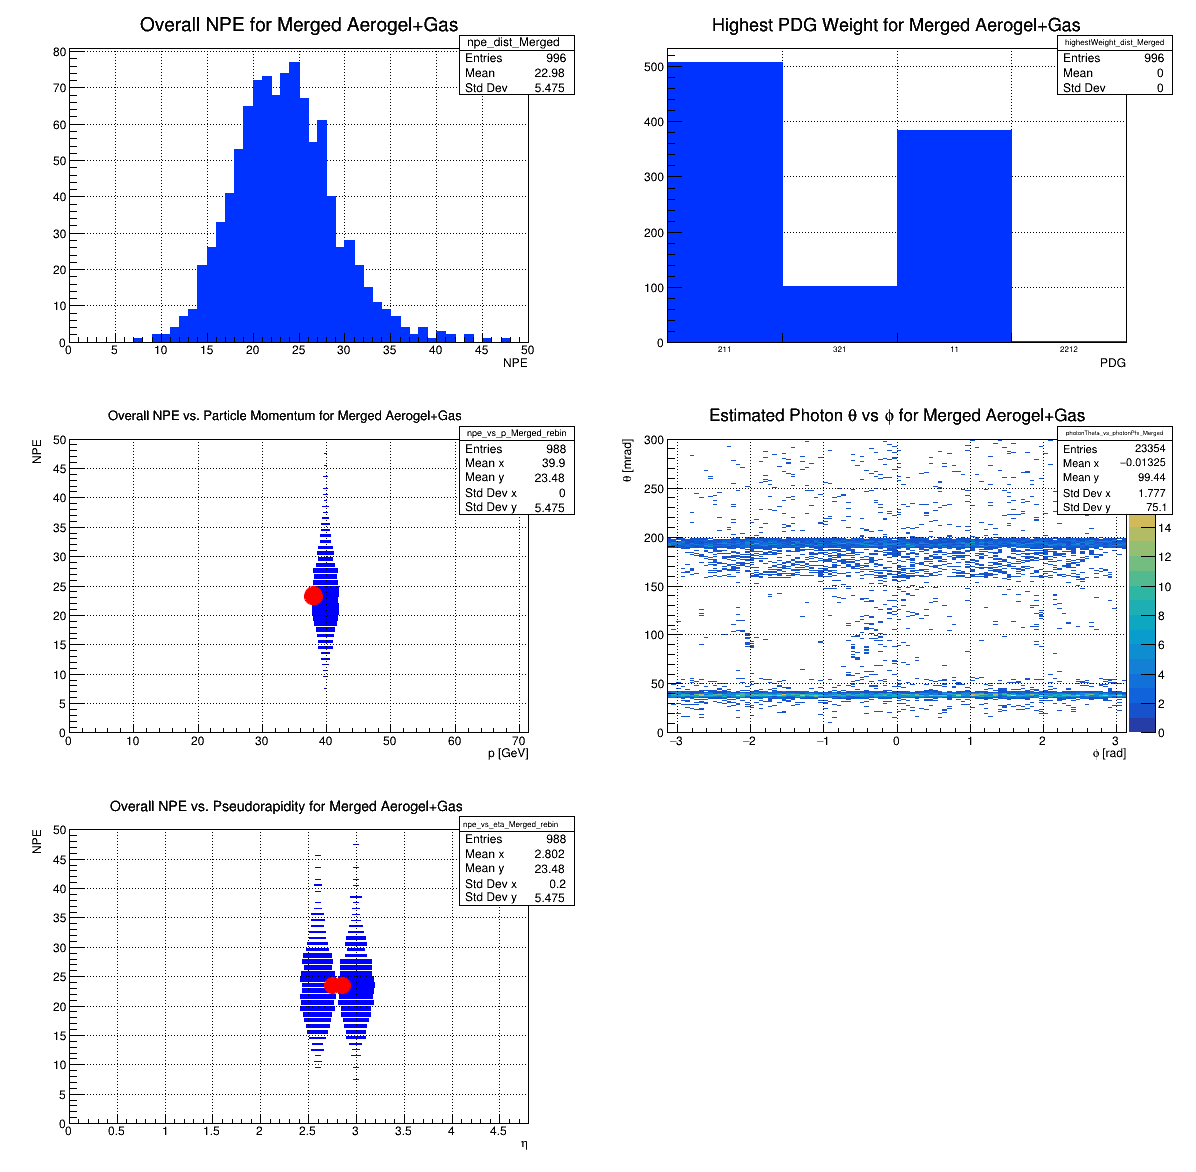 Overall NPE for Merged Aerogel+Gas
npe_dist_Merged
Entries 996
Mean 22.98
Std Dev 5.475
80
70
60
50
40
30
20
10
0
0 5 10 15 20 25 30 35 40 45 50
NPE
Highest PDG Weight for Merged Aerogel+Gas
highestWeight_dist_Merged
Entries 996
Mean 0
Std Dev 0
500
400
300
200
100
0
211 321 11 2212
PDG
Overall NPE vs. Particle Momentum for Merged Aerogel+Gas
npe_vs_p_Merged_rebin
Entries 988
Mean x 39.9
Mean y 23.48
Std Dev x 0
Std Dev y 5.475
NPE
50
45
40
35
30
25
20
15
10
5
0
0 10 20 30 40 50 60 70
p [GeV]
Estimated Photon θ vs ϕ for Merged Aerogel+Gas
photonTheta_vs_photonPhi_Merged
Entries 23354
Mean x −0.01325
Mean y 99.44
Std Dev x 1.777
Std Dev y 75.1
θ [mrad]
300
250
200
150
100
50
0
−3 −2 −1 0 1 2 3
ϕ [rad]
14
12
10
8
6
4
2
0
Overall NPE vs. Pseudorapidity for Merged Aerogel+Gas
npe_vs_eta_Merged_rebin
Entries 988
Mean x 2.802
Mean y 23.48
Std Dev x 0.2
Std Dev y 5.475
NPE
50
45
40
35
30
25
20
15
10
5
0
0 0.5 1 1.5 2 2.5 3 3.5 4 4.5
η